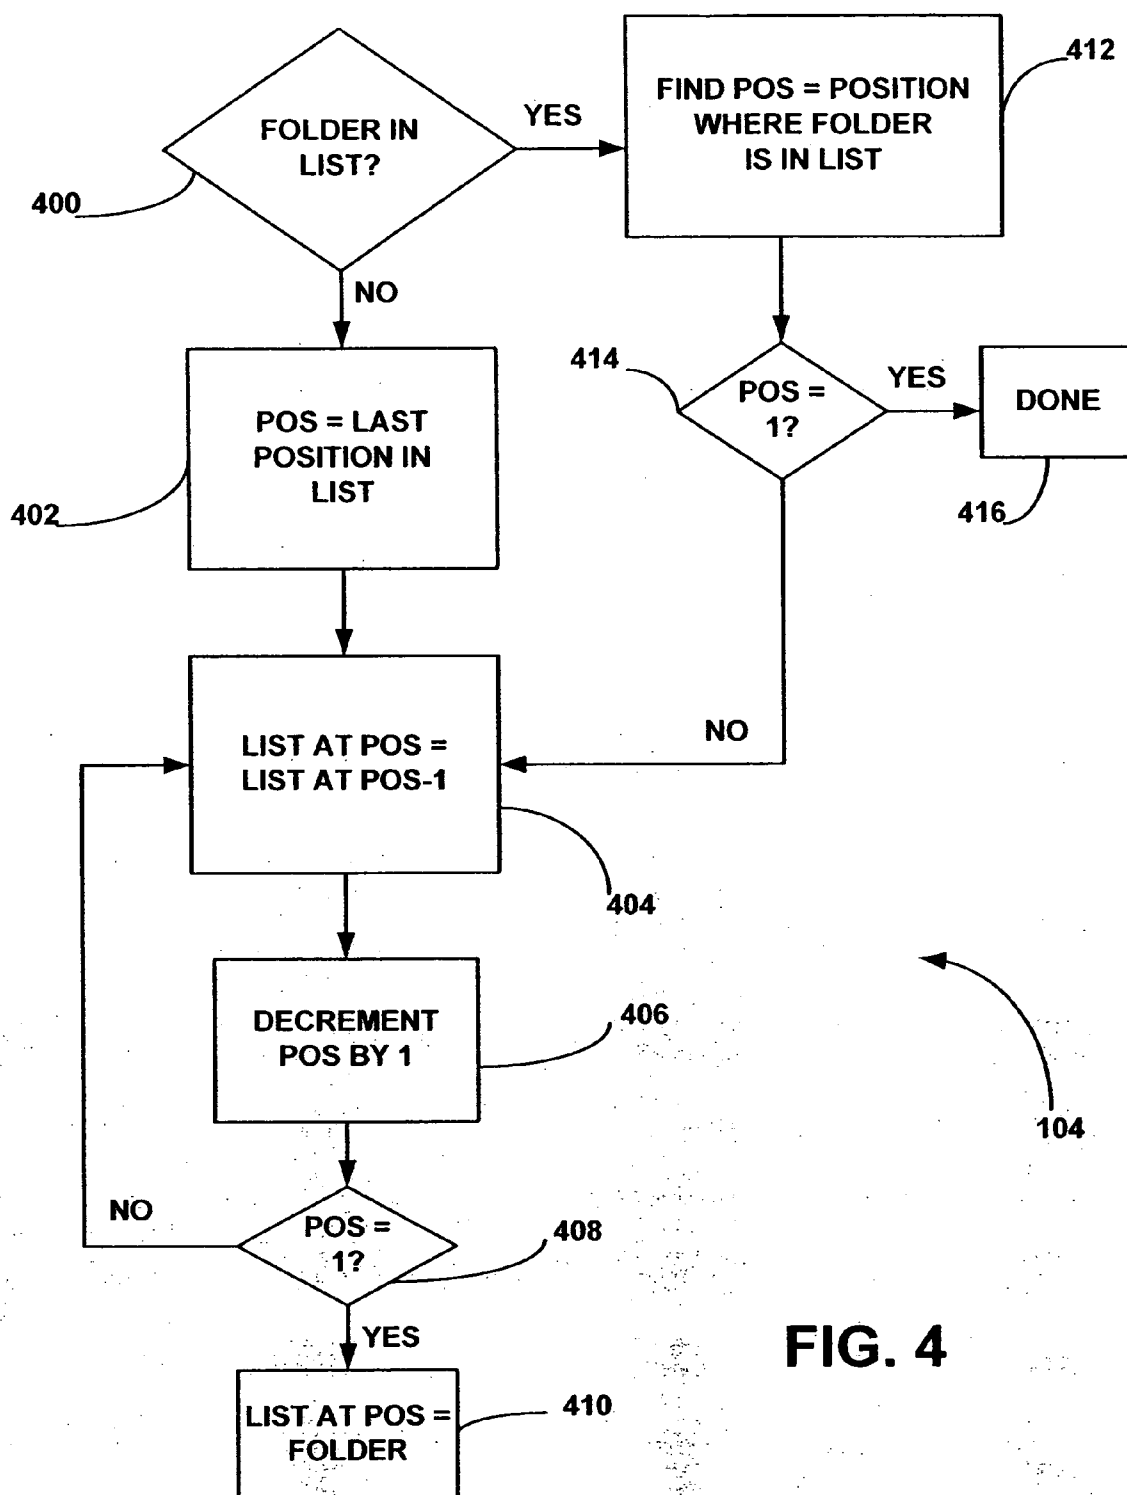 FOLDER IN
LIST?
400
YES
FIND POS = POSITION
WHERE FOLDER
IS IN LIST
412
NO
POS = LAST
POSITION IN
LIST
402
414
POS =
1?
YES
DONE
416
NO
LIST AT POS =
LIST AT POS-1
404
DECREMENT
POS BY 1
406
104
NO
POS =
1?
408
YES
LIST AT POS =
FOLDER
410
FIG. 4